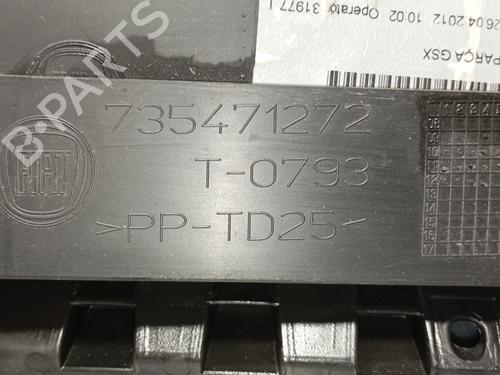 26.04.2012 10:02 Operato 31977
PARÇA GSX
B-PARTS
735471272
FIAT
T-0793
>PP-TD25<